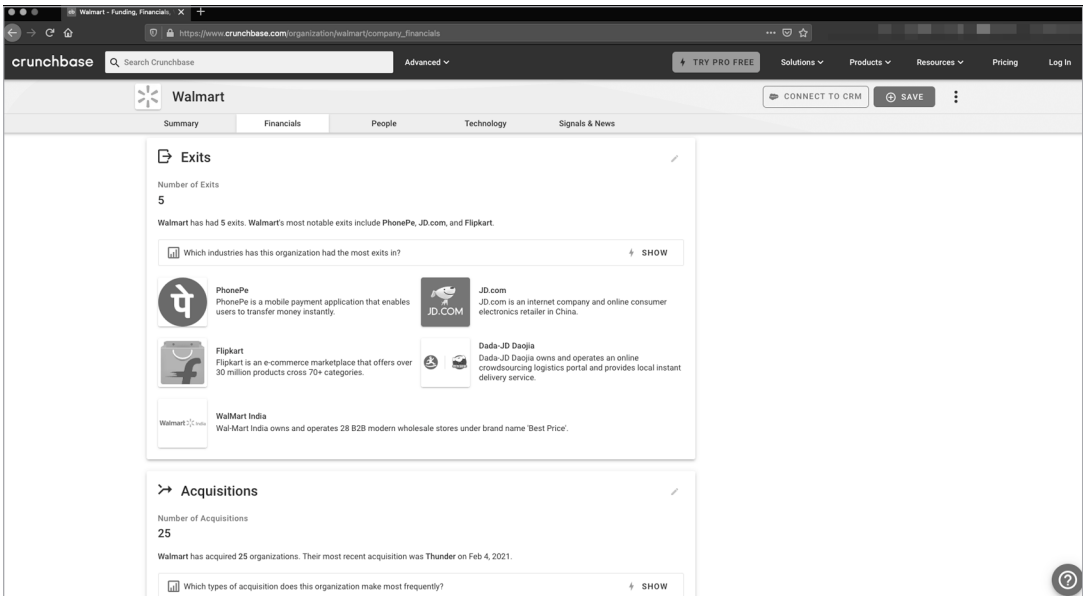 Walmart - Funding, Financials,
https://www.crunchbase.com/organization/walmart/company_financials
crunchbase
Search Crunchbase
Advanced
TRY PRO FREE
Solutions
Products
Resources
Pricing
Log In
Walmart
CONNECT TO CRM
SAVE
Summary
Financials
People
Technology
Signals & News
Exits
Number of Exits
5
Walmart has had 5 exits. Walmart's most notable exits include PhonePe, JD.com, and Flipkart.
Which industries has this organization had the most exits in?
SHOW
पे
PhonePe
PhonePe is a mobile payment application that enables
users to transfer money instantly.
JD.COM
JD.com
JD.com is an internet company and online consumer
electronics retailer in China.
Flipkart
Flipkart is an e-commerce marketplace that offers over
30 million products cross 70+ categories.
Dada-JD Daojia
Dada-JD Daojia owns and operates an online
crowdsourcing logistics portal and provides local instant
delivery service.
Walmart India
WalMart India
Wal-Mart India owns and operates 28 B2B modern wholesale stores under brand name 'Best Price'.
Acquisitions
Number of Acquisitions
25
Walmart has acquired 25 organizations. Their most recent acquisition was Thunder on Feb 4, 2021.
Which types of acquisition does this organization make most frequently?
SHOW
?